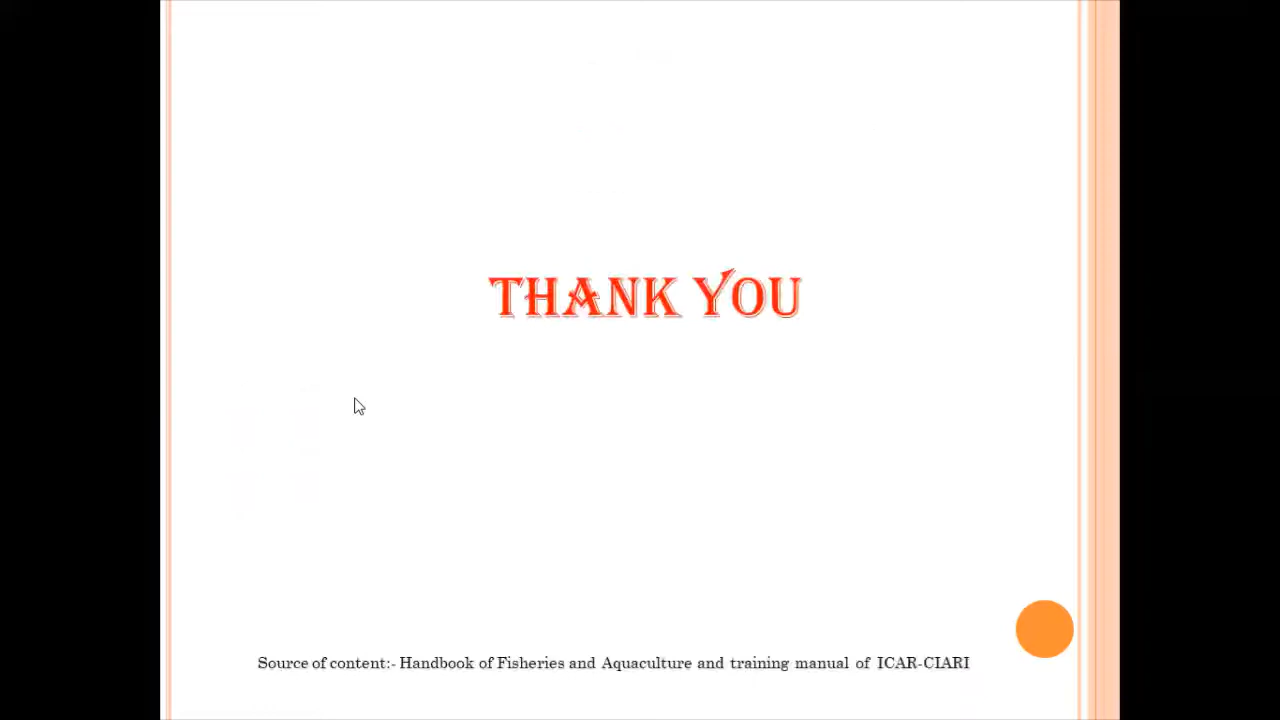 THANK YOU
Source of content:- Handbook of Fisheries and Aquaculture and training manual of ICAR-CIARI